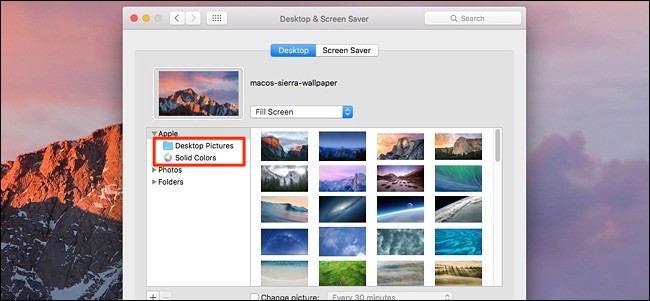 Desktop & Screen Saver
Search
Desktop Screen Saver
macos-sierra-wallpaper
Fill Screen
Apple
Desktop Pictures
Solid Colors
Photos
Folders
+ −
Change picture: Every 30 minutes